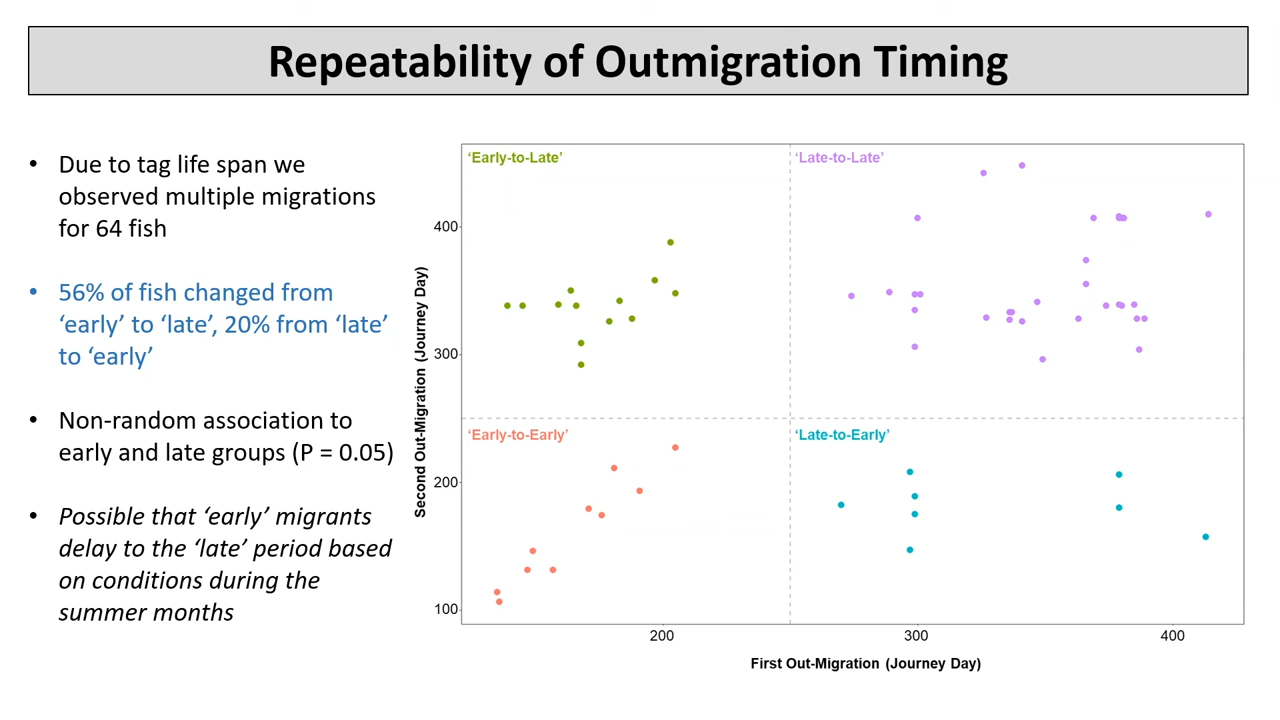 Repeatability of Outmigration Timing
• Due to tag life span we
observed multiple migrations
for 64 fish
• 56% of fish changed from
‘early’ to ‘late’, 20% from ‘late’
to ‘early’
• Non-random association to
early and late groups (P = 0.05)
• Possible that ‘early’ migrants
delay to the ‘late’ period based
on conditions during the
summer months
‘Early-to-Late’
‘Late-to-Late’
‘Early-to-Early’
‘Late-to-Early’
Second Out-Migration (Journey Day)
400
300
200
100
200 300 400
First Out-Migration (Journey Day)